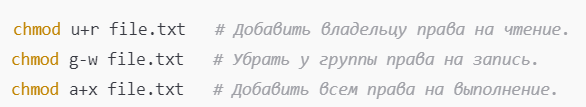 chmod u+r file.txt   # Добавить владельцу права на чтение.
chmod g-w file.txt   # Убрать у группы права на запись.
chmod a+x file.txt   # Добавить всем права на выполнение.